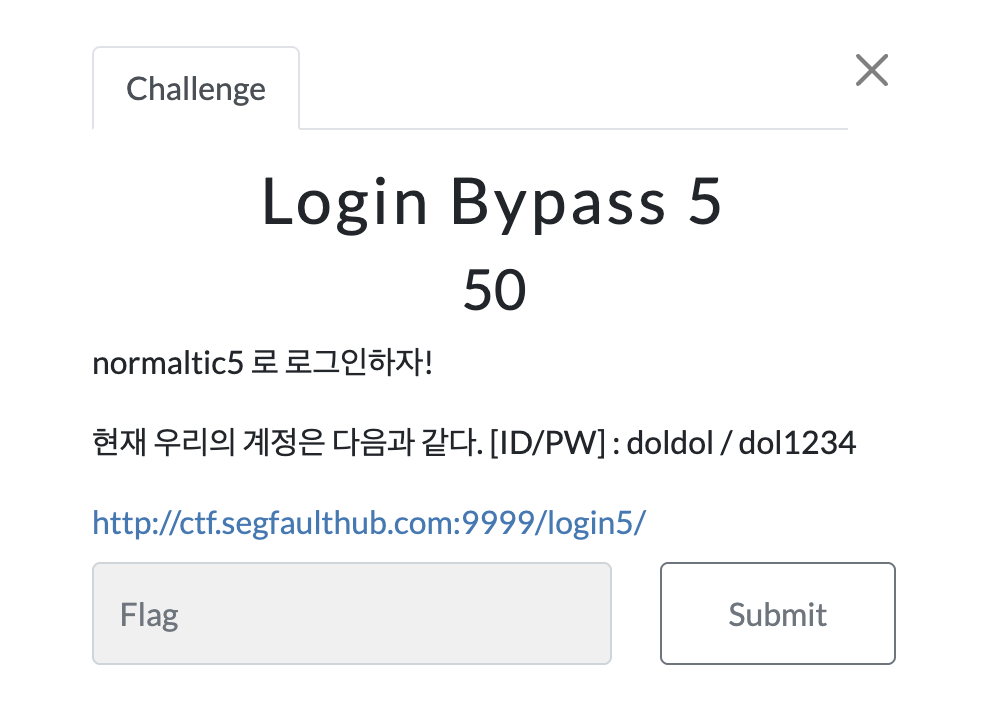 Challenge
Login Bypass 5
50
normaltic5 로 로그인하자!
현재 우리의 계정은 다음과 같다. [ID/PW] : doldol / dol1234
http://ctf.segfaulthub.com:9999/login5/
Flag
Submit